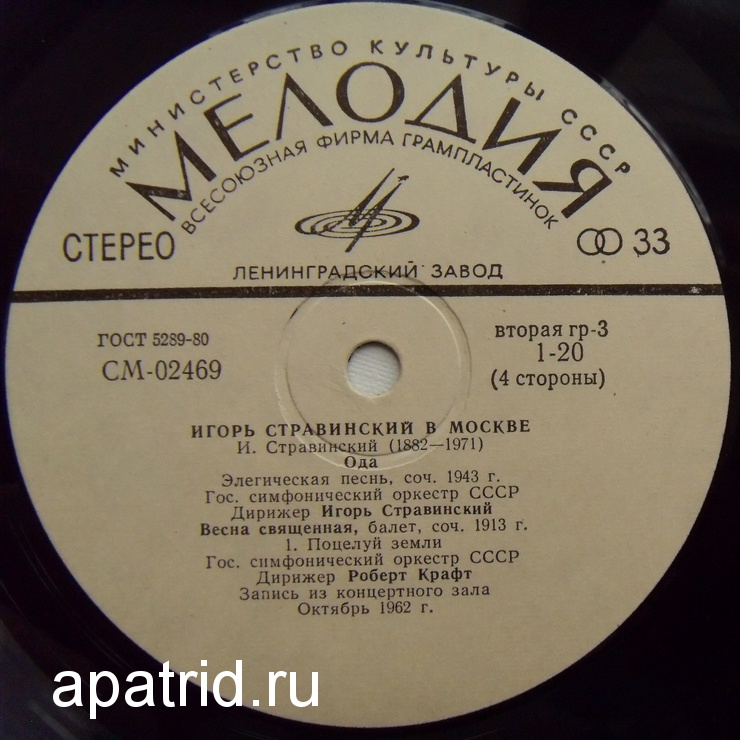 МИНИСТЕРСТВО КУЛЬТУРЫ СССР
МЕЛОДИЯ
ВСЕСОЮЗНАЯ ФИРМА ГРАМПЛАСТИНОК
СТЕРЕО
33
ЛЕНИНГРАДСКИЙ ЗАВОД
ГОСТ 5289-80
СМ-02469
вторая гр-3
1-20
(4 стороны)
ИГОРЬ СТРАВИНСКИЙ В МОСКВЕ
И. Стравинский (1882—1971)
Ода
Элегическая песнь, соч. 1943 г.
Гос. симфонический оркестр СССР
Дирижер Игорь Стравинский
Весна священная, балет, соч. 1913 г.
1. Поцелуй земли
Гос. симфонический оркестр СССР
Дирижер Роберт Крафт
Запись из концертного зала
Октябрь 1962 г.
apatrid.ru